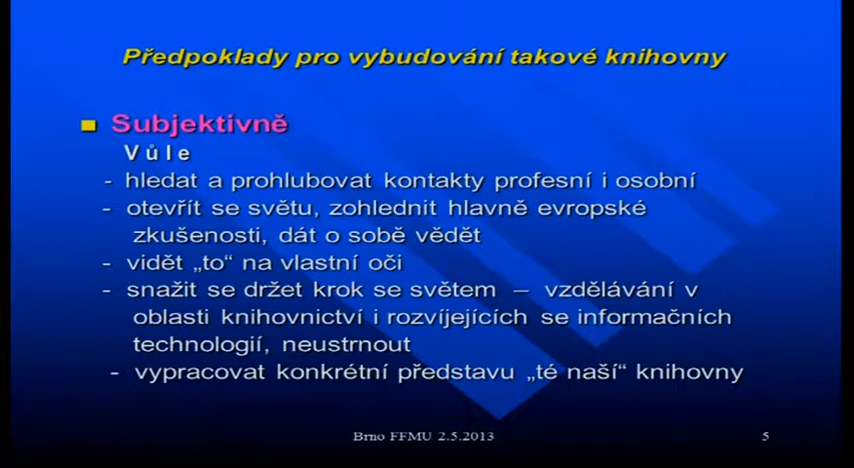 Předpoklady pro vybudování takové knihovny
Subjektivně
Vůle
- hledat a prohlubovat kontakty profesní i osobní
- otevřít se světu, zohlednit hlavně evropské
zkušenosti, dát o sobě vědět
- vidět „to“ na vlastní oči
- snažit se držet krok se světem – vzdělávání v
oblasti knihovnictví i rozvíjejících se informačních
technologií, neustrnout
- vypracovat konkrétní představu „té naší“ knihovny
Brno FFMU 2.5.2013
5